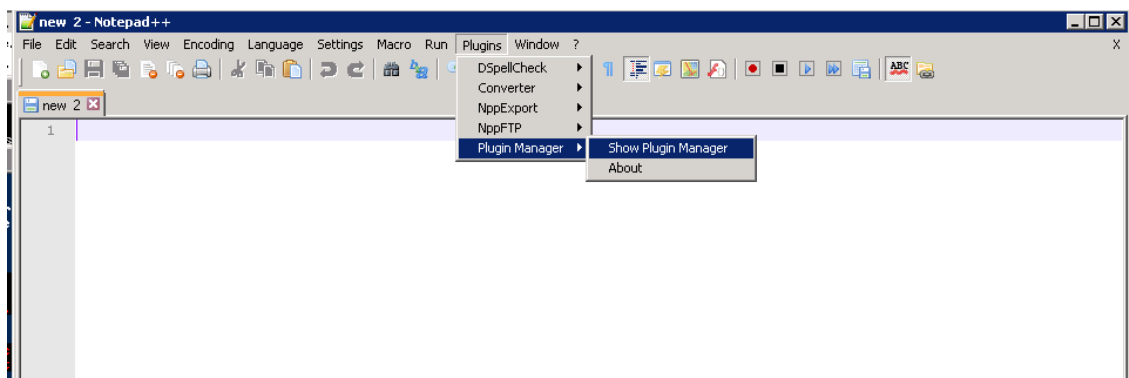 new 2 - Notepad++
File Edit Search View Encoding Language Settings Macro Run Plugins Window ? X
ABC
new 2
1
DSpellCheck
Converter
NppExport
NppFTP
Plugin Manager
Show Plugin Manager
About